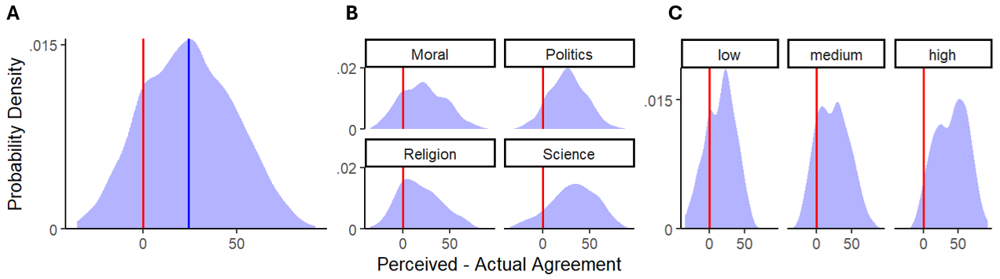 A
B
C
Probability Density
.015
0
0
50
Moral
Politics
.02
0
Religion
Science
.02
0
0
50
0
50
low
medium
high
.015
0
0
50
0
50
0
50
Perceived - Actual Agreement